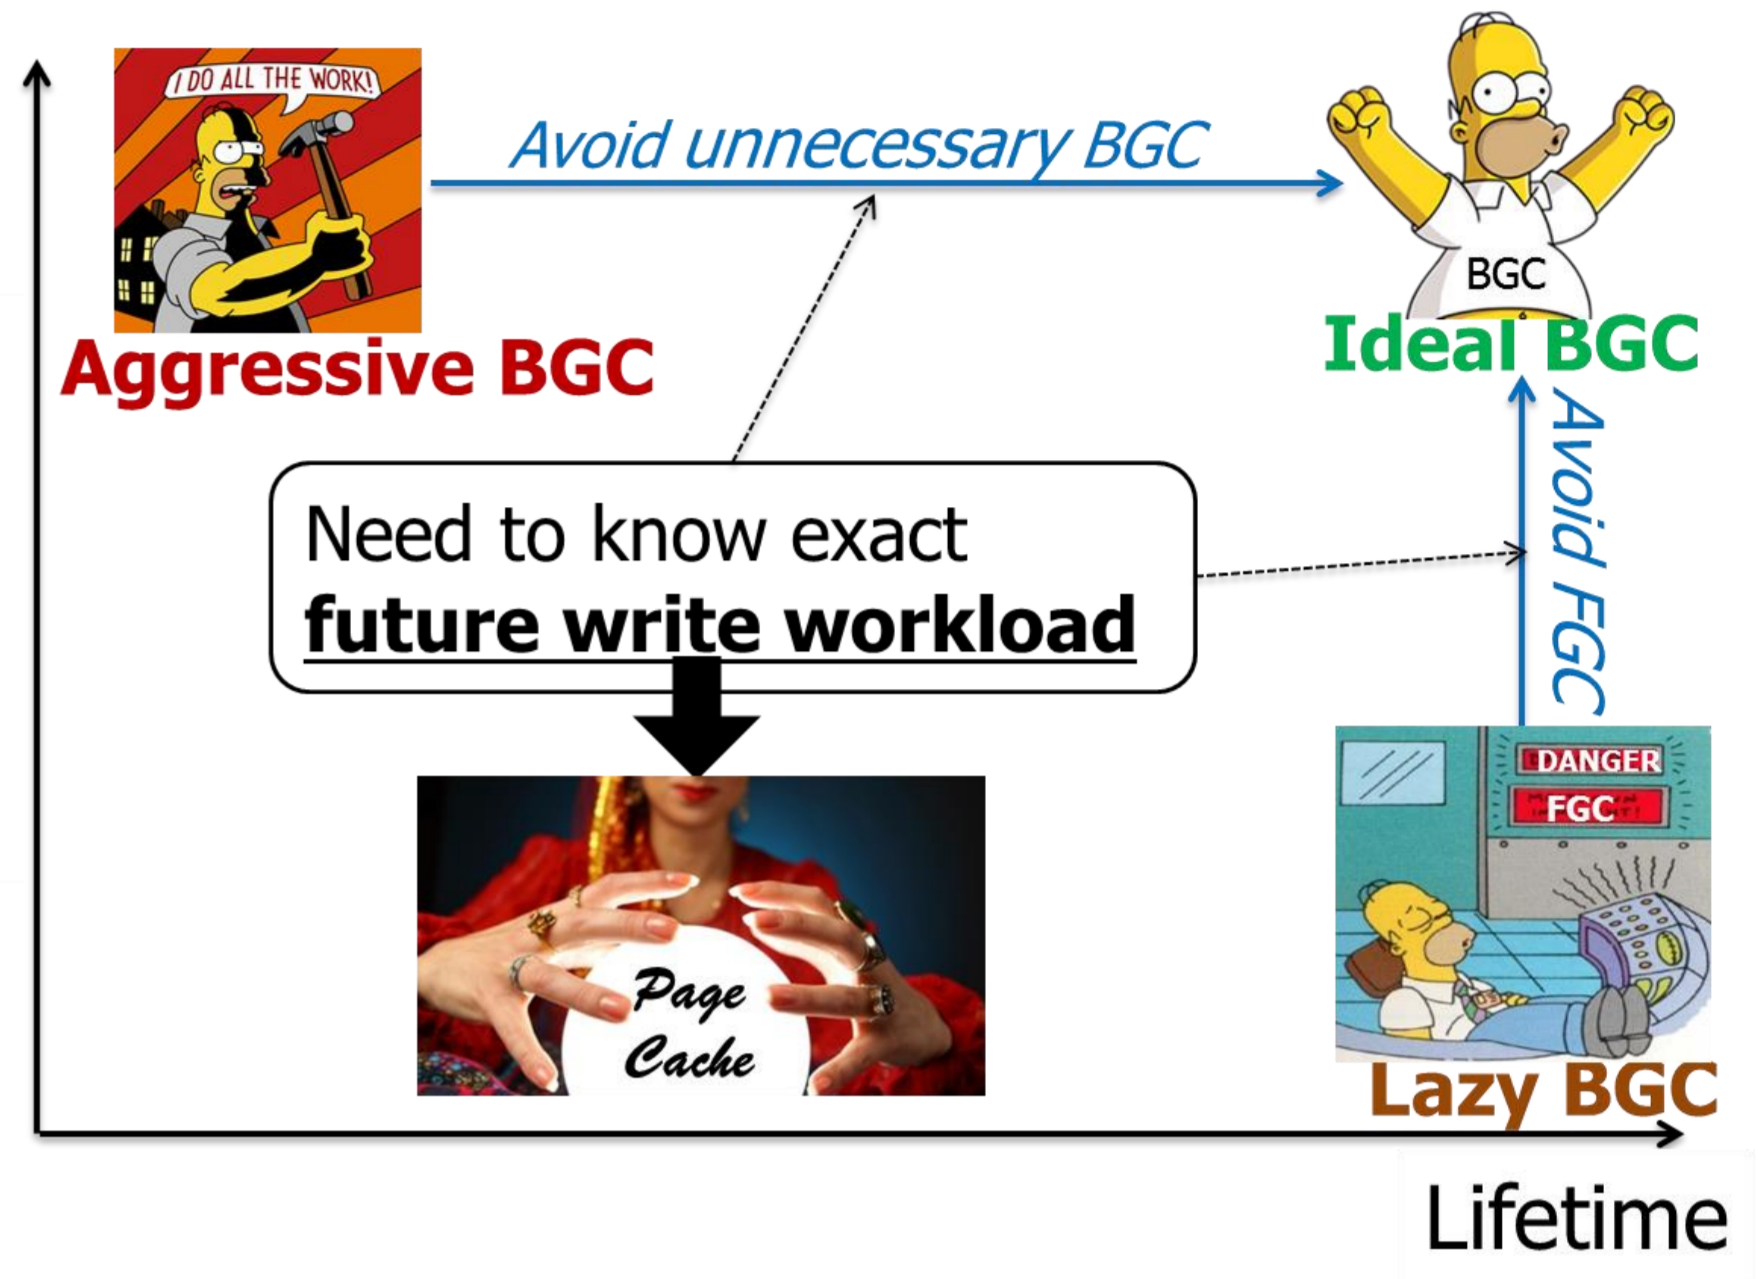 I DO ALL THE WORK!
Avoid unnecessary BGC
BGC
Aggressive BGC
Ideal BGC
Avoid FGC
Need to know exact
future write workload
DANGER
FGC
Page
Cache
Lazy BGC
Lifetime